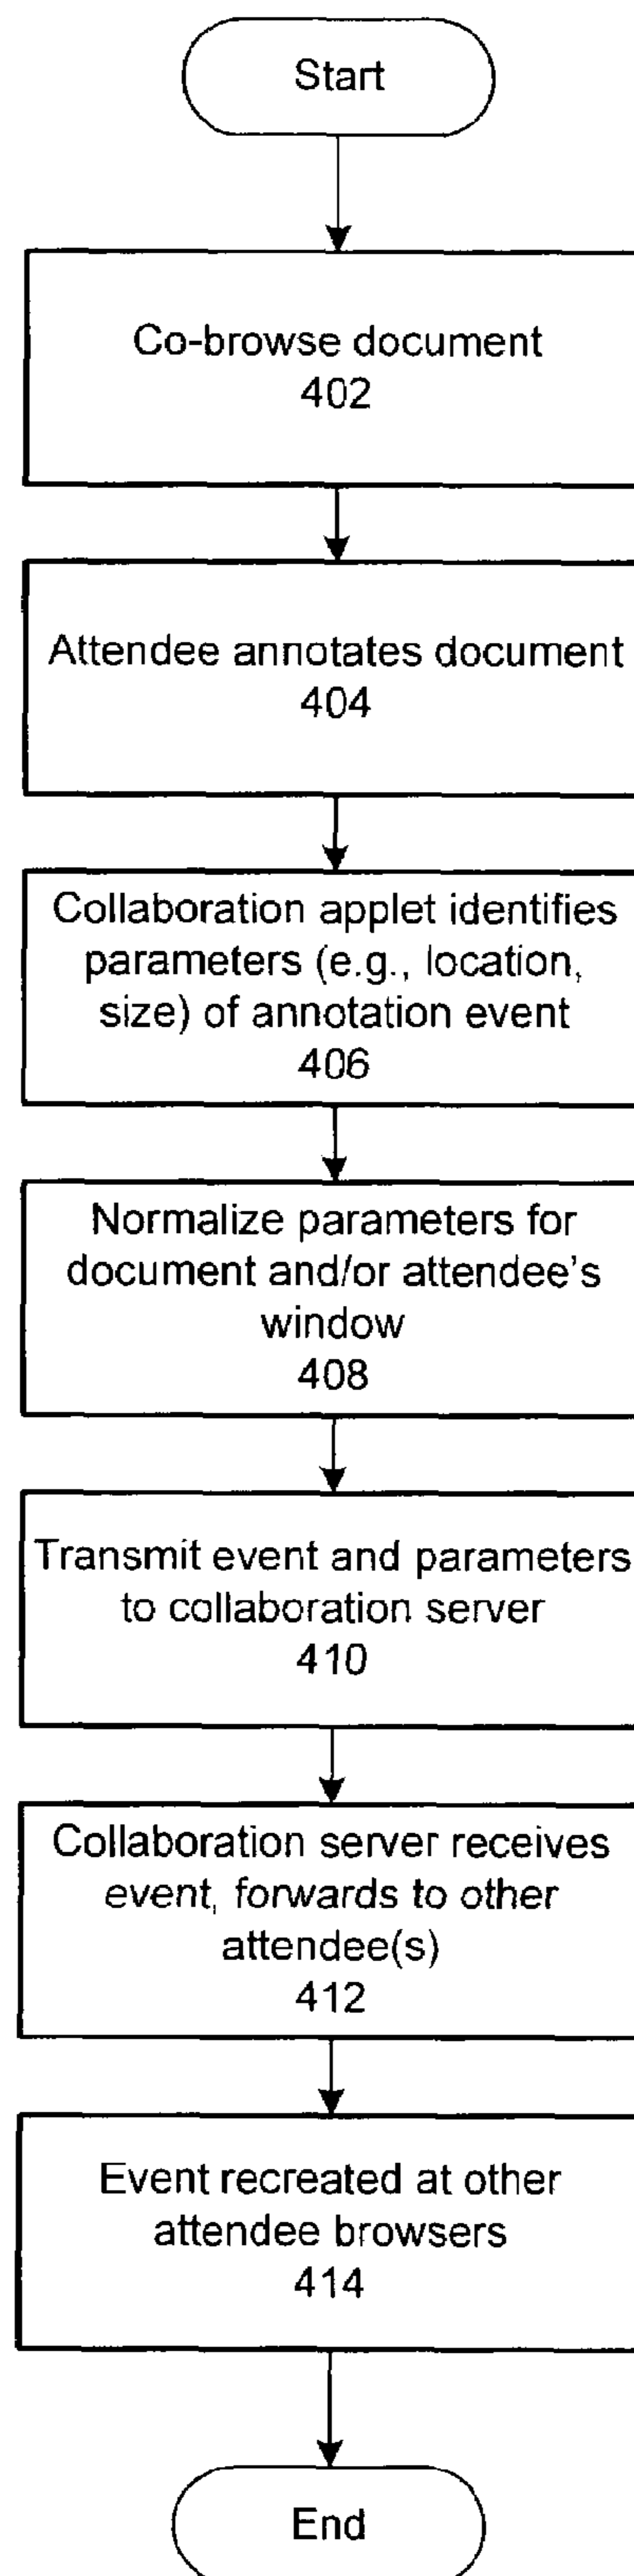 Start
Co-browse document
402
Attendee annotates document
404
Collaboration applet identifies
parameters (e.g., location,
size) of annotation event
406
Normalize parameters for
document and/or attendee's
window
408
Transmit event and parameters
to collaboration server
410
Collaboration server receives
event, forwards to other
attendee(s)
412
Event recreated at other
attendee browsers
414
End